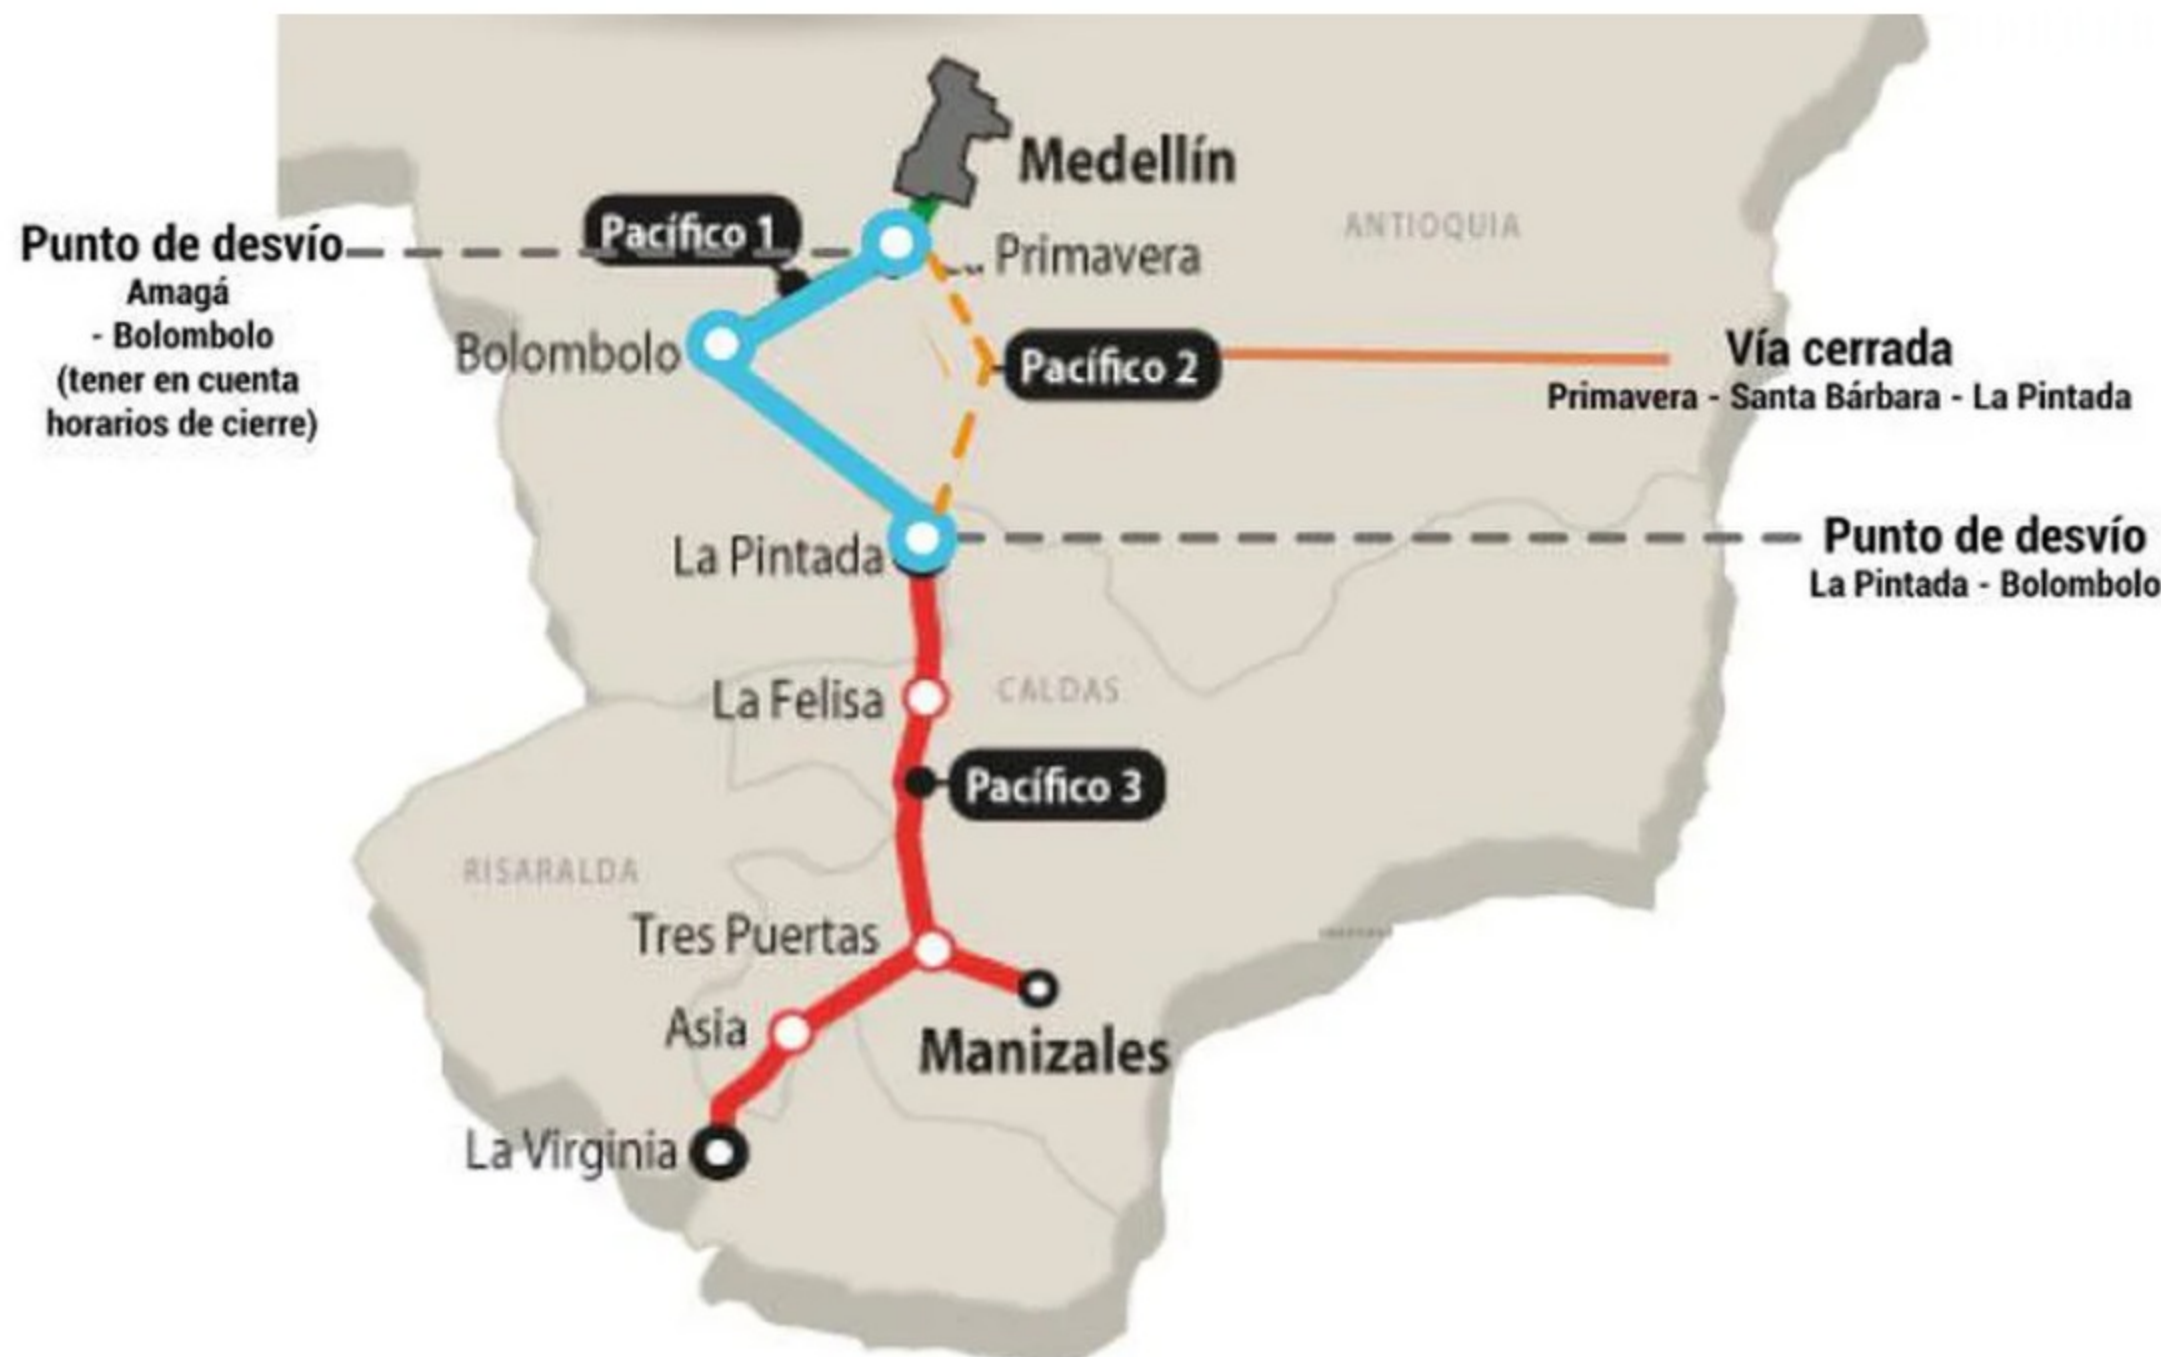 Medellín
Pacífico 1
ANTIOQUIA
Punto de desvío
Amagá
- Bolombolo
(tener en cuenta
horarios de cierre)
Primavera
Bolombolo
Pacífico 2
Vía cerrada
Primavera - Santa Bárbara - La Pintada
La Pintada
Punto de desvío
La Pintada - Bolombolo
La Felisa
CALDAS
Pacífico 3
RISARALDA
Tres Puertas
Asia
Manizales
La Virginia